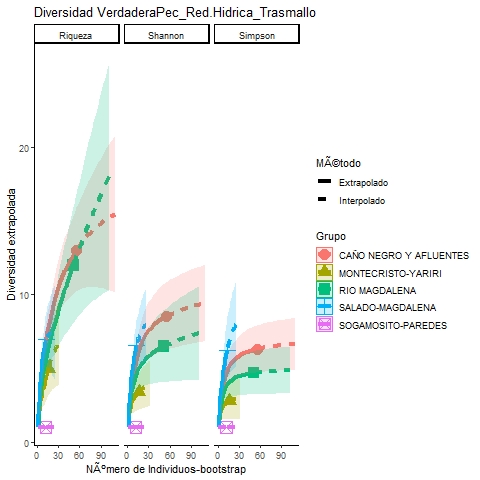 Diversidad VerdaderaPec_Red.Hidrica_Trasmallo
Riqueza Shannon Simpson
Diversidad extrapolada
20
10
0
0 30 60 90 0 30 60 90 0 30 60 90
NÃºmero de Individuos-bootstrap
MÃ©todo
Extrapolado
Interpolado
Grupo
CAÑO NEGRO Y AFLUENTES
MONTECRISTO-YARIRI
RIO MAGDALENA
SALADO-MAGDALENA
SOGAMOSITO-PAREDES